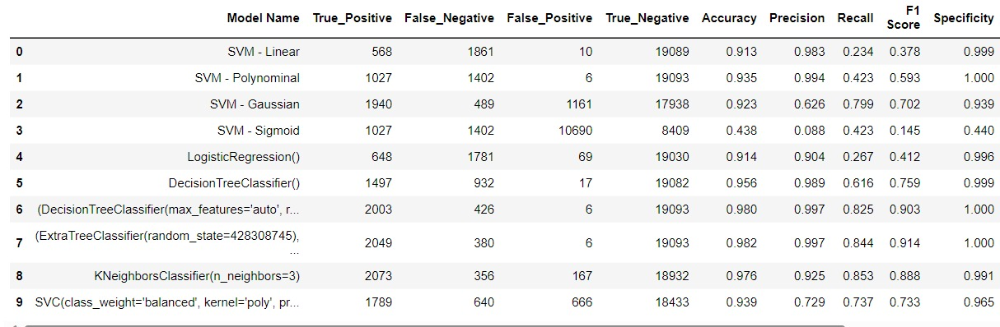 Model Name True_Positive False_Negative False_Positive True_Negative Accuracy Precision Recall F1 Score Specificity
0 SVM - Linear 568 1861 10 19089 0.913 0.983 0.234 0.378 0.999
1 SVM - Polynominal 1027 1402 6 19093 0.935 0.994 0.423 0.593 1.000
2 SVM - Gaussian 1940 489 1161 17938 0.923 0.626 0.799 0.702 0.939
3 SVM - Sigmoid 1027 1402 10690 8409 0.438 0.088 0.423 0.145 0.440
4 LogisticRegression() 648 1781 69 19030 0.914 0.904 0.267 0.412 0.996
5 DecisionTreeClassifier() 1497 932 17 19082 0.956 0.989 0.616 0.759 0.999
6 (DecisionTreeClassifier(max_features='auto', r... 2003 426 6 19093 0.980 0.997 0.825 0.903 1.000
7 (ExtraTreeClassifier(random_state=428308745), ... 2049 380 6 19093 0.982 0.997 0.844 0.914 1.000
8 KNeighborsClassifier(n_neighbors=3) 2073 356 167 18932 0.976 0.925 0.853 0.888 0.991
9 SVC(class_weight='balanced', kernel='poly', pr... 1789 640 666 18433 0.939 0.729 0.737 0.733 0.965